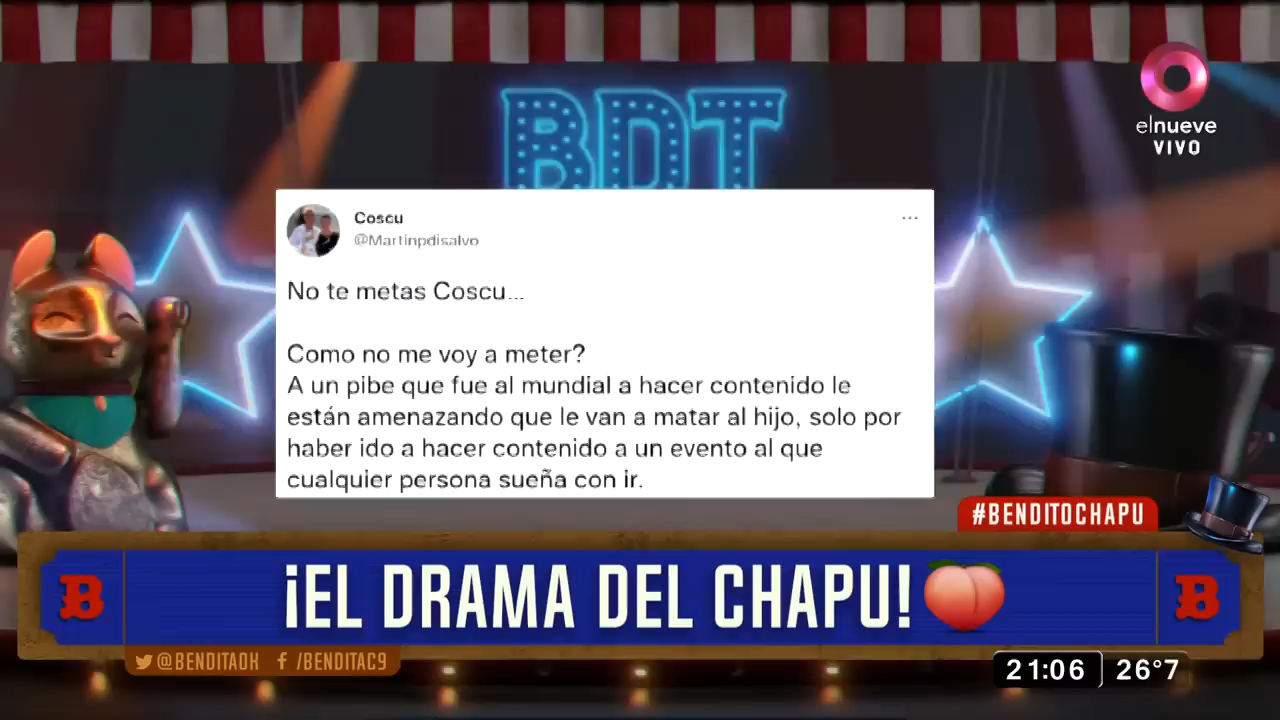 BDT
elnueve
VIVO
Coscu
@Martinpdisalvo
...
No te metas Coscu...
Como no me voy a meter?
A un pibe que fue al mundial a hacer contenido le
están amenazando que le van a matar al hijo, solo por
haber ido a hacer contenido a un evento al que
cualquier persona sueña con ir.
#BENDITOCHAPU
B
¡EL DRAMA DEL CHAPU!
B
@BENDITAOK f /BENDITAC9
21:06 26°7